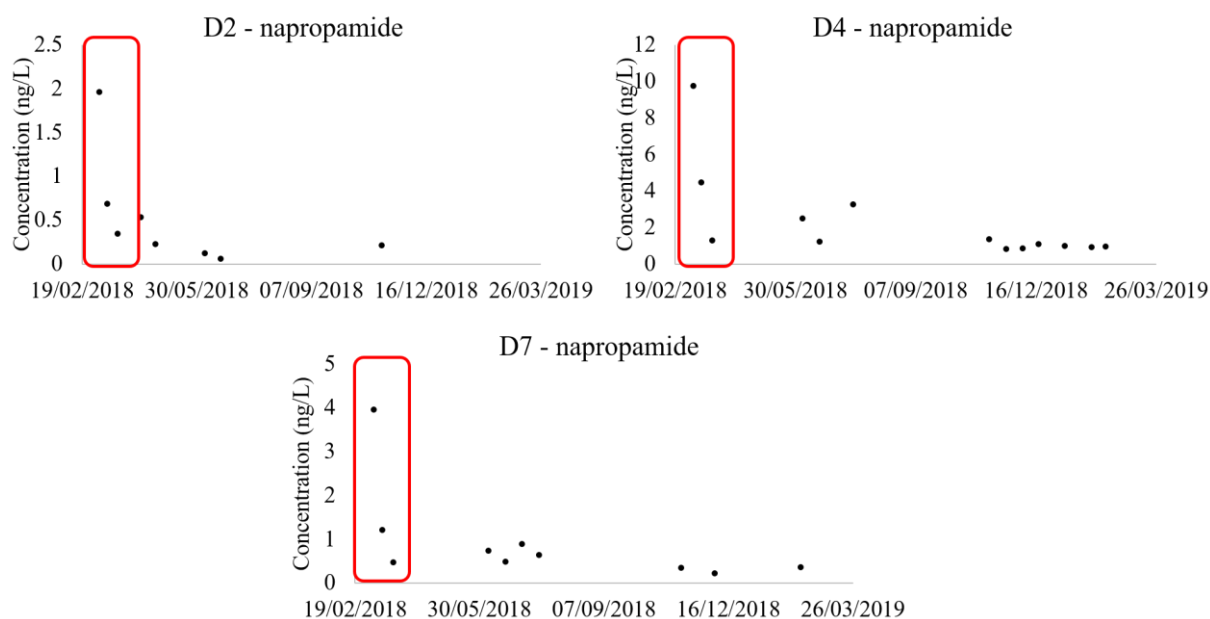 D2 - napropamide
Concentration (ng/L)
2.5
2
1.5
1
0.5
0
19/02/2018 30/05/2018 07/09/2018 16/12/2018 26/03/2019
D4 - napropamide
Concentration (ng/L)
12
10
8
6
4
2
0
19/02/2018 30/05/2018 07/09/2018 16/12/2018 26/03/2019
D7 - napropamide
Concentration (ng/L)
5
4
3
2
1
0
19/02/2018 30/05/2018 07/09/2018 16/12/2018 26/03/2019